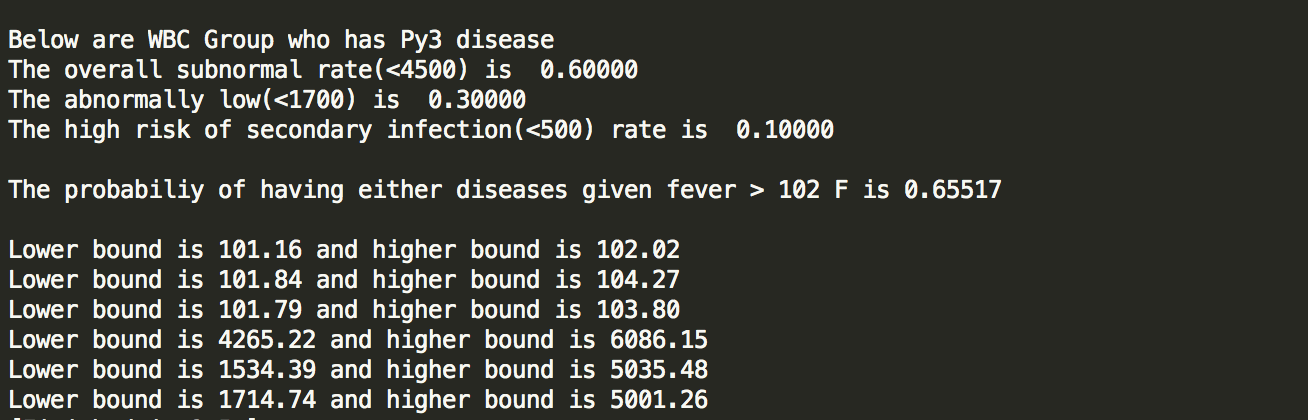 Below are WBC Group who has Py3 disease
The overall subnormal rate(<4500) is  0.60000
The abnormally low(<1700) is  0.30000
The high risk of secondary infection(<500) rate is  0.10000
The probabiliy of having either diseases given fever > 102 F is 0.65517
Lower bound is 101.16 and higher bound is 102.02
Lower bound is 101.84 and higher bound is 104.27
Lower bound is 101.79 and higher bound is 103.80
Lower bound is 4265.22 and higher bound is 6086.15
Lower bound is 1534.39 and higher bound is 5035.48
Lower bound is 1714.74 and higher bound is 5001.26